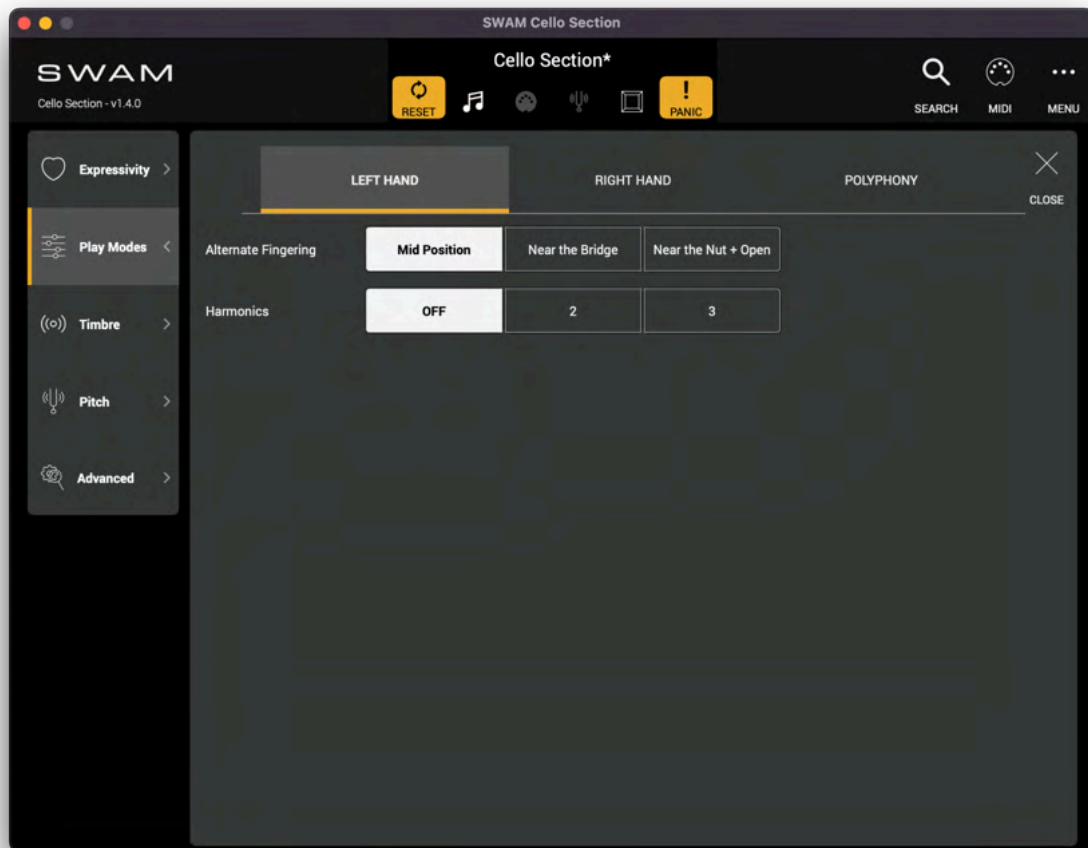 SWAM Cello Section
SWAM
Cello Section - v1.4.0
Cello Section*
RESET
!
PANIC
SEARCH
MIDI
MENU
Expressivity
Play Modes
Timbre
Pitch
Advanced
LEFT HAND
RIGHT HAND
POLYPHONY
CLOSE
Alternate Fingering
Mid Position
Near the Bridge
Near the Nut + Open
Harmonics
OFF
2
3